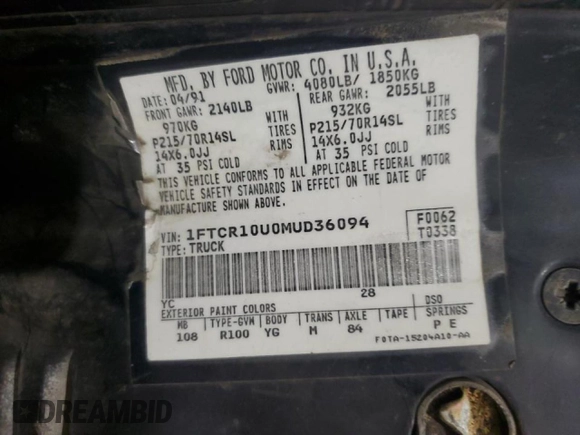 MFD. BY FORD MOTOR CO. IN U.S.A.
DATE: 04/91 GVWR: 4080LB/ 1850KG
FRONT GAWR: 2140LB REAR GAWR: 2055LB
970KG WITH 932KG WITH
P215/70R14SL TIRES P215/70R14SL TIRES
14X6.0JJ RIMS 14X6.0JJ RIMS
AT 35 PSI COLD AT 35 PSI COLD
THIS VEHICLE CONFORMS TO ALL APPLICABLE FEDERAL MOTOR
VEHICLE SAFETY STANDARDS IN EFFECT ON THE DATE OF
MANUFACTURE SHOWN ABOVE.
VIN: 1FTCR10U0MUD36094 F0062
TYPE: TRUCK T0338
YC 28
EXTERIOR PAINT COLORS DSO
WB TYPE-GVW BODY TRANS AXLE TAPE SPRINGS
108 R100 YG M 84 P E
F0TA-15204A10-AA
DREAMBID